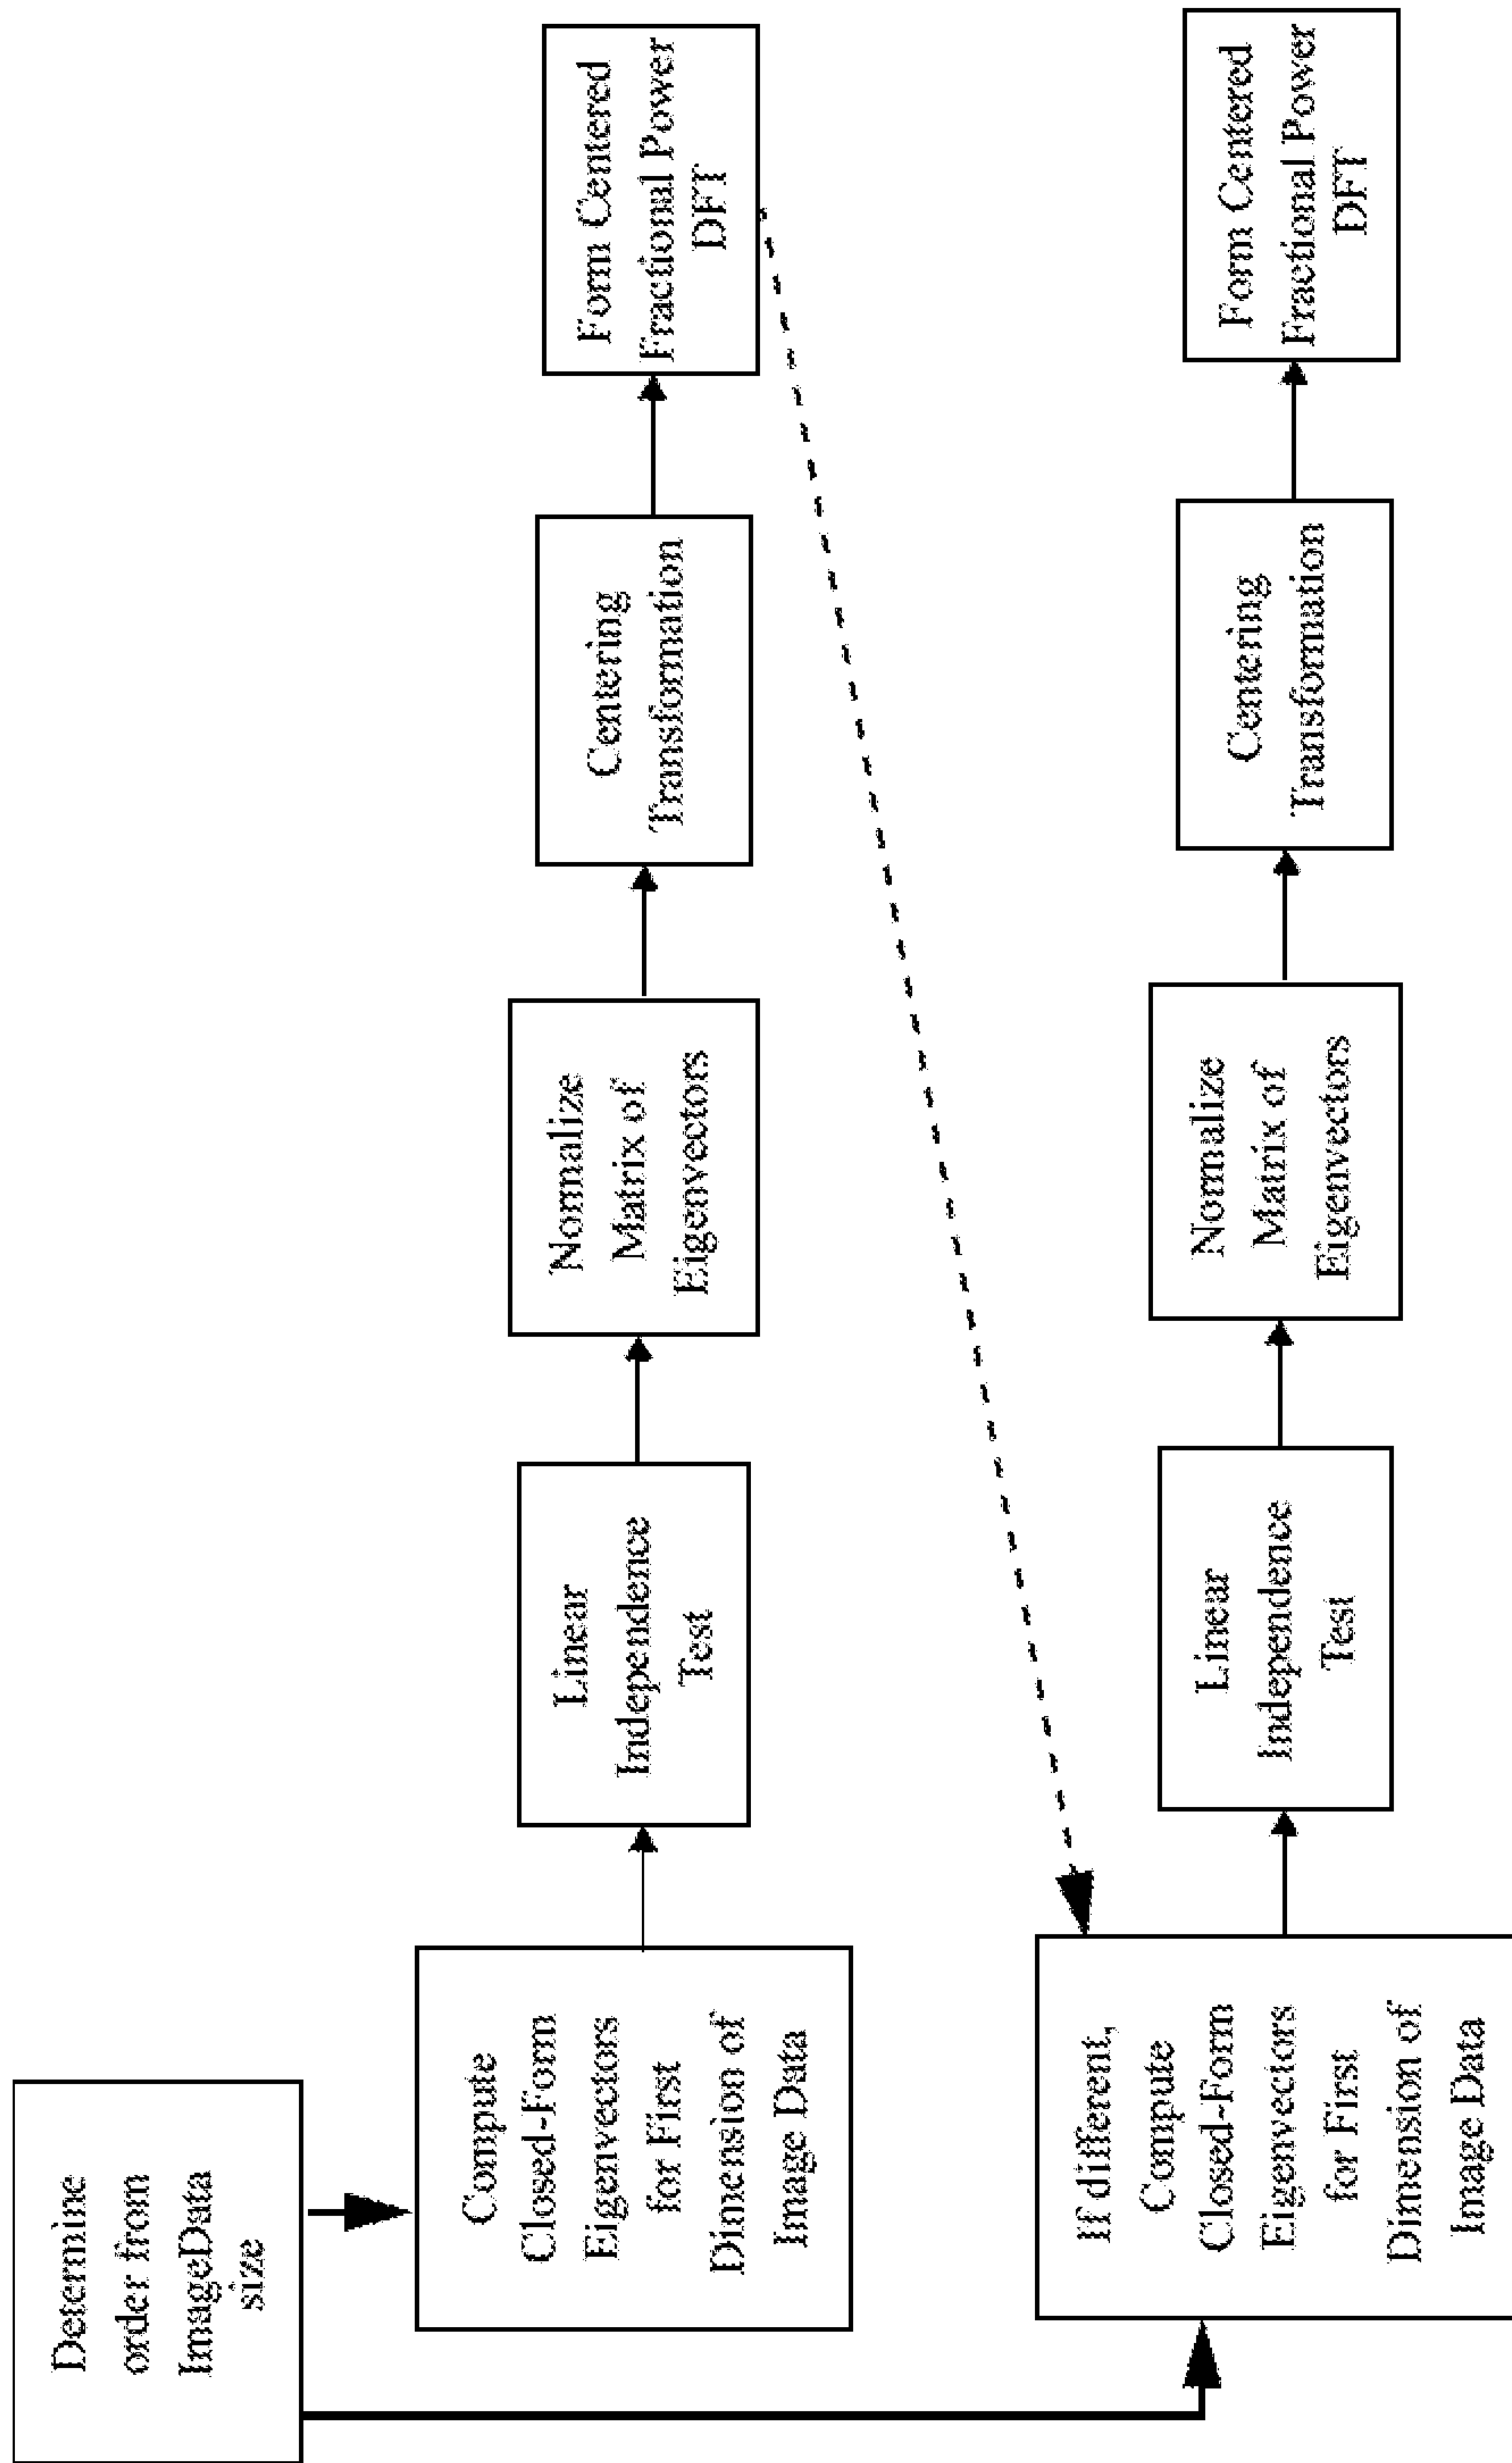 Determine
order from
ImageData
size
Compute
Closed-Form
Eigenvectors
for First
Dimension of
Image Data
Linear
Independence
Test
Normalize
Matrix of
Eigenvectors
Centering
Transformation
Form Centered
Fractional Power
DFT
If different,
Compute
Closed-Form
Eigenvectors
for First
Dimension of
Image Data
Linear
Independence
Test
Normalize
Matrix of
Eigenvectors
Centering
Transformation
Form Centered
Fractional Power
DFT